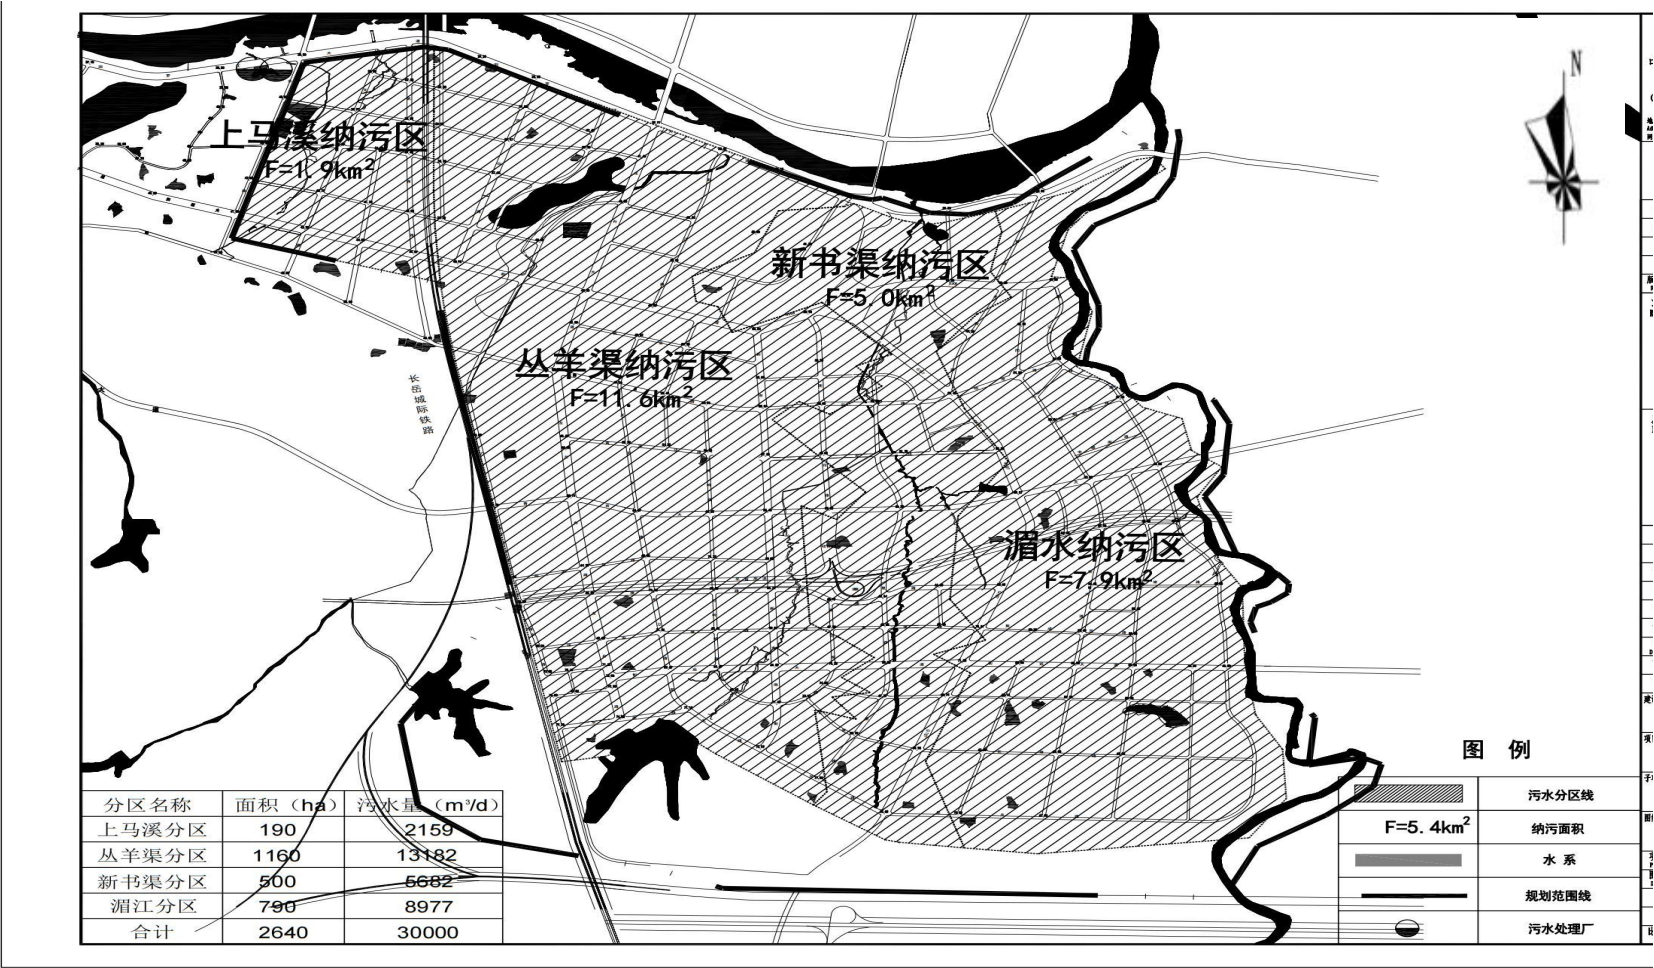 N
上马溪纳污区
F=1.9km²
新书渠纳污区
F=5.0km²
丛羊渠纳污区
F=11.6km²
长岳城际铁路
湄水纳污区
F=7.9km²
图 例
污水分区线
F=5.4km² 纳污面积
水 系
规划范围线
污水处理厂
分区名称 面积（ha） 污水量（m³/d）
上马溪分区 190 2159
丛羊渠分区 1160 13182
新书渠分区 500 5682
湄江分区 790 8977
合计 2640 30000